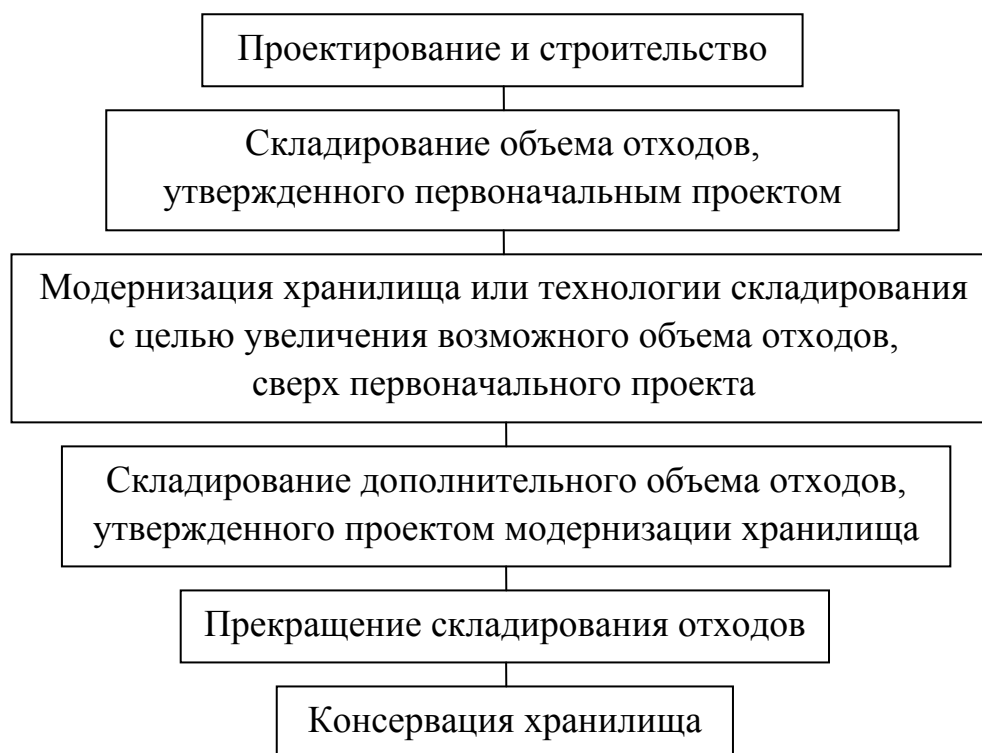 Проектирование и строительство
Складирование объема отходов,
утвержденного первоначальным проектом
Модернизация хранилища или технологии складирования
с целью увеличения возможного объема отходов,
сверх первоначального проекта
Складирование дополнительного объема отходов,
утвержденного проектом модернизации хранилища
Прекращение складирования отходов
Консервация хранилища